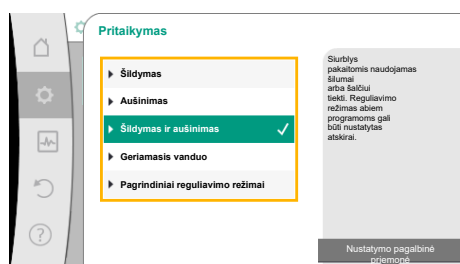 Pritaikymas
Šildymas
Aušinimas
Šildymas ir aušinimas
Geriamasis vanduo
Pagrindiniai reguliavimo režimai
Siurblys
pakaitomis naudojamas
šilumai
arba šalčiui
tiekti. Reguliavimo
režimas abiem
programoms gali
būti nustatytas
atskirai.
Nustatymo pagalbinė
priemonė